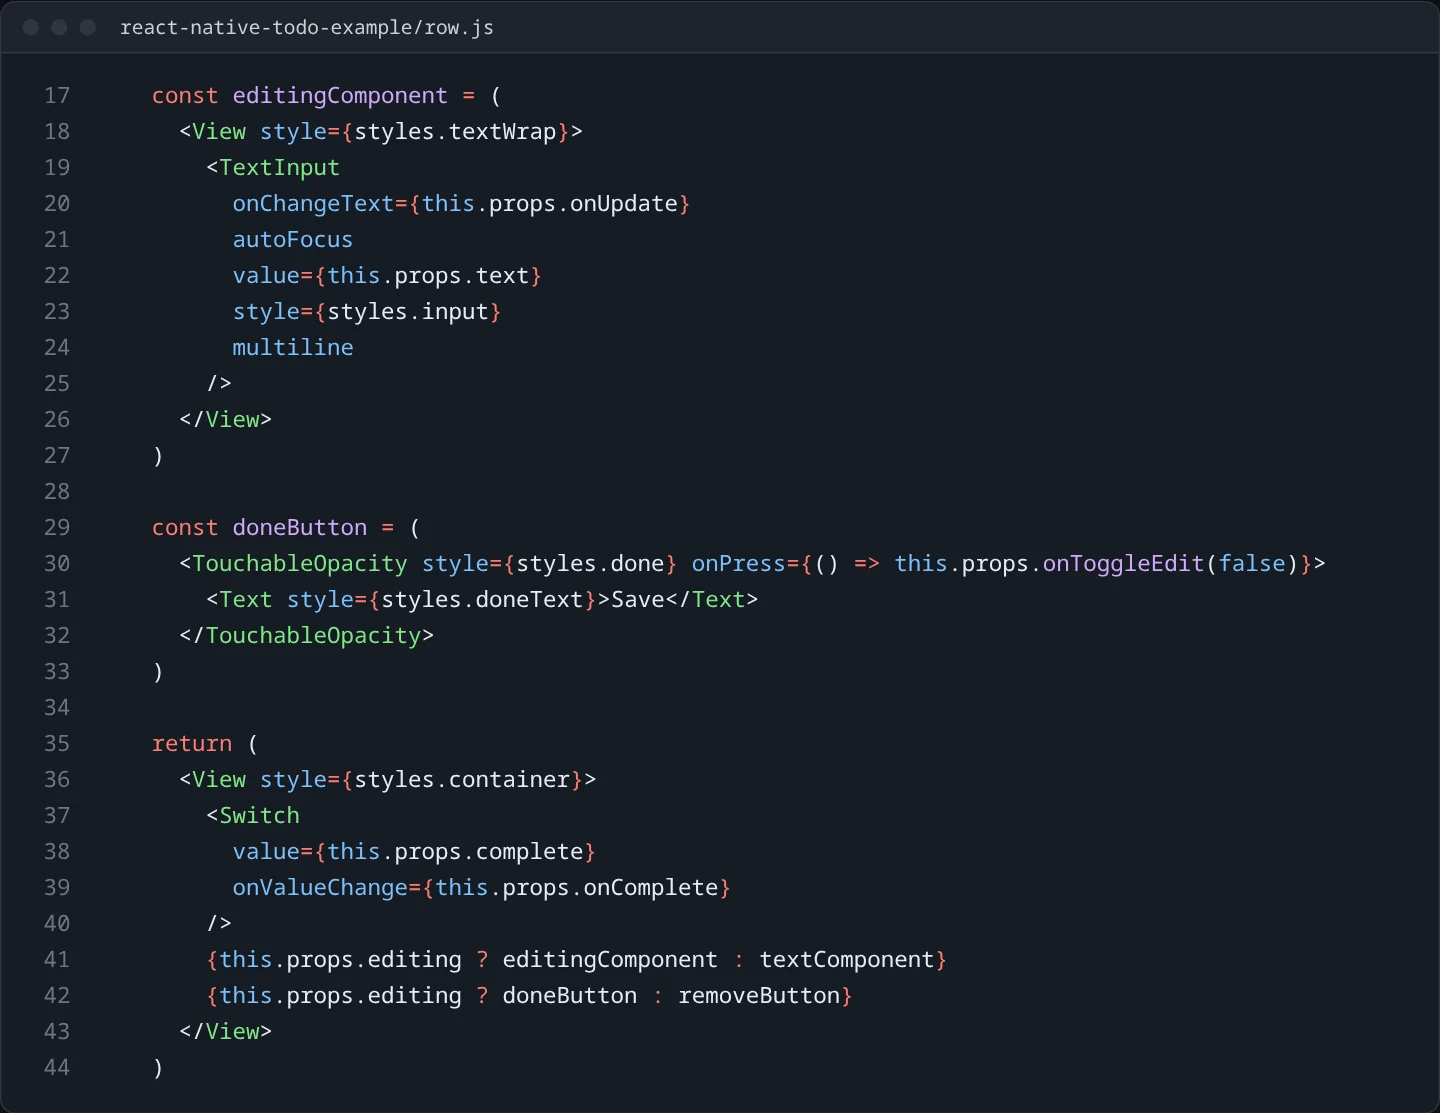 react-native-todo-example/row.js
17 const editingComponent = (
18 <View style={styles.textWrap}>
19 <TextInput
20 onChangeText={this.props.onUpdate}
21 autoFocus
22 value={this.props.text}
23 style={styles.input}
24 multiline
25 />
26 </View>
27 )
28
29 const doneButton = (
30 <TouchableOpacity style={styles.done} onPress={() => this.props.onToggleEdit(false)}>
31 <Text style={styles.doneText}>Save</Text>
32 </TouchableOpacity>
33 )
34
35 return (
36 <View style={styles.container}>
37 <Switch
38 value={this.props.complete}
39 onValueChange={this.props.onComplete}
40 />
41 {this.props.editing ? editingComponent : textComponent}
42 {this.props.editing ? doneButton : removeButton}
43 </View>
44 )